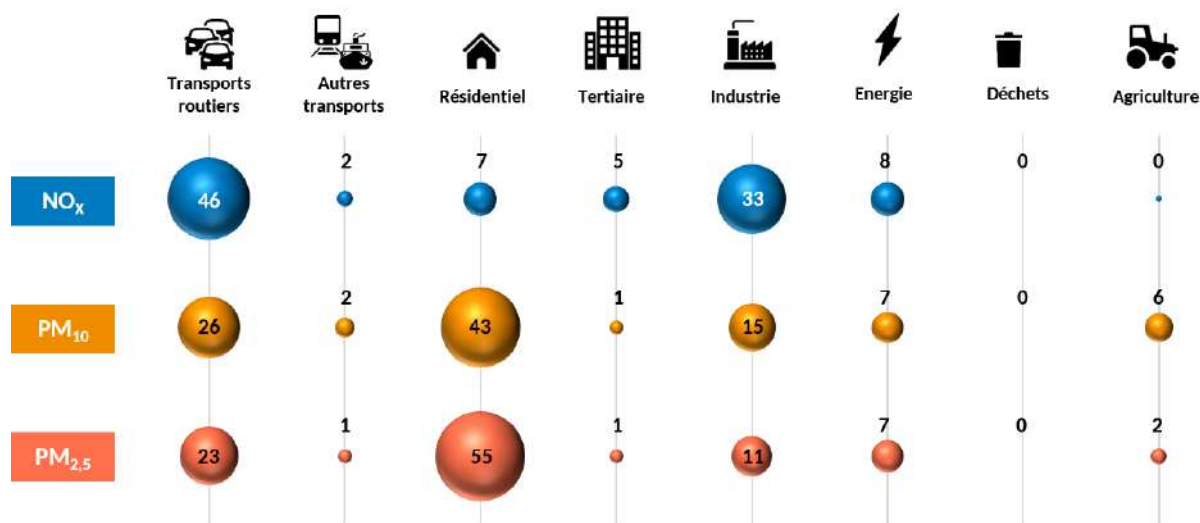 Transports
routiers
Autres
transports
Résidentiel
Tertiaire
Industrie
Energie
Déchets
Agriculture
NOX
46
2
7
5
33
8
0
0
PM10
26
2
43
1
15
7
0
6
PM2,5
23
1
55
1
11
7
0
2